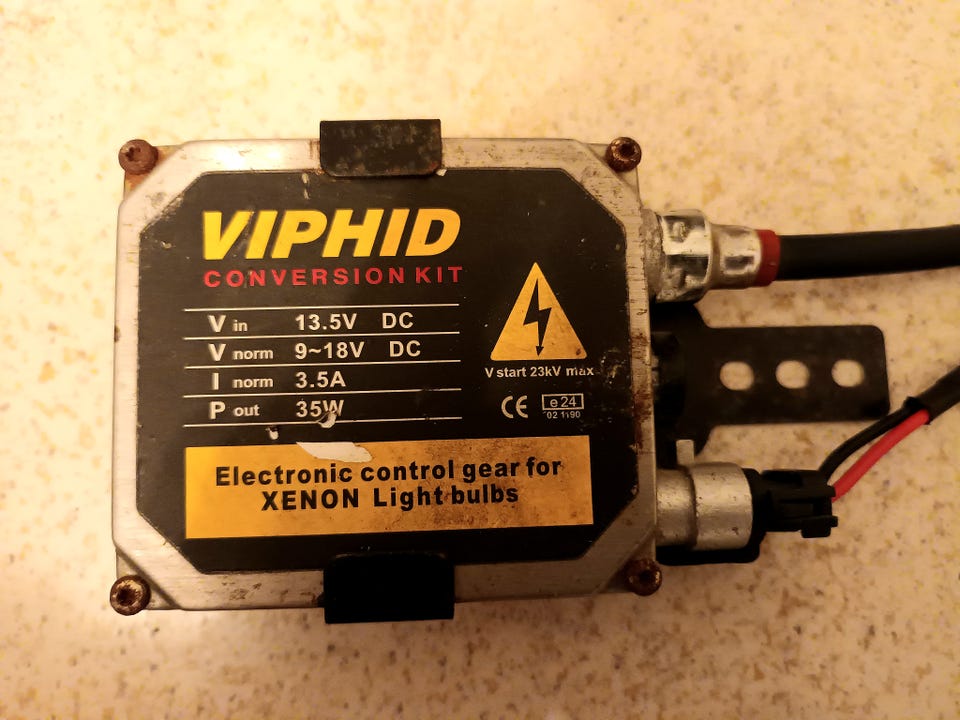 VIPHID
CONVERSION KIT
V in 13.5V DC
V norm 9~18V DC
I norm 3.5A
P out 35W
V start 23kV max
CE e24
02 1190
Electronic control gear for
XENON Light bulbs